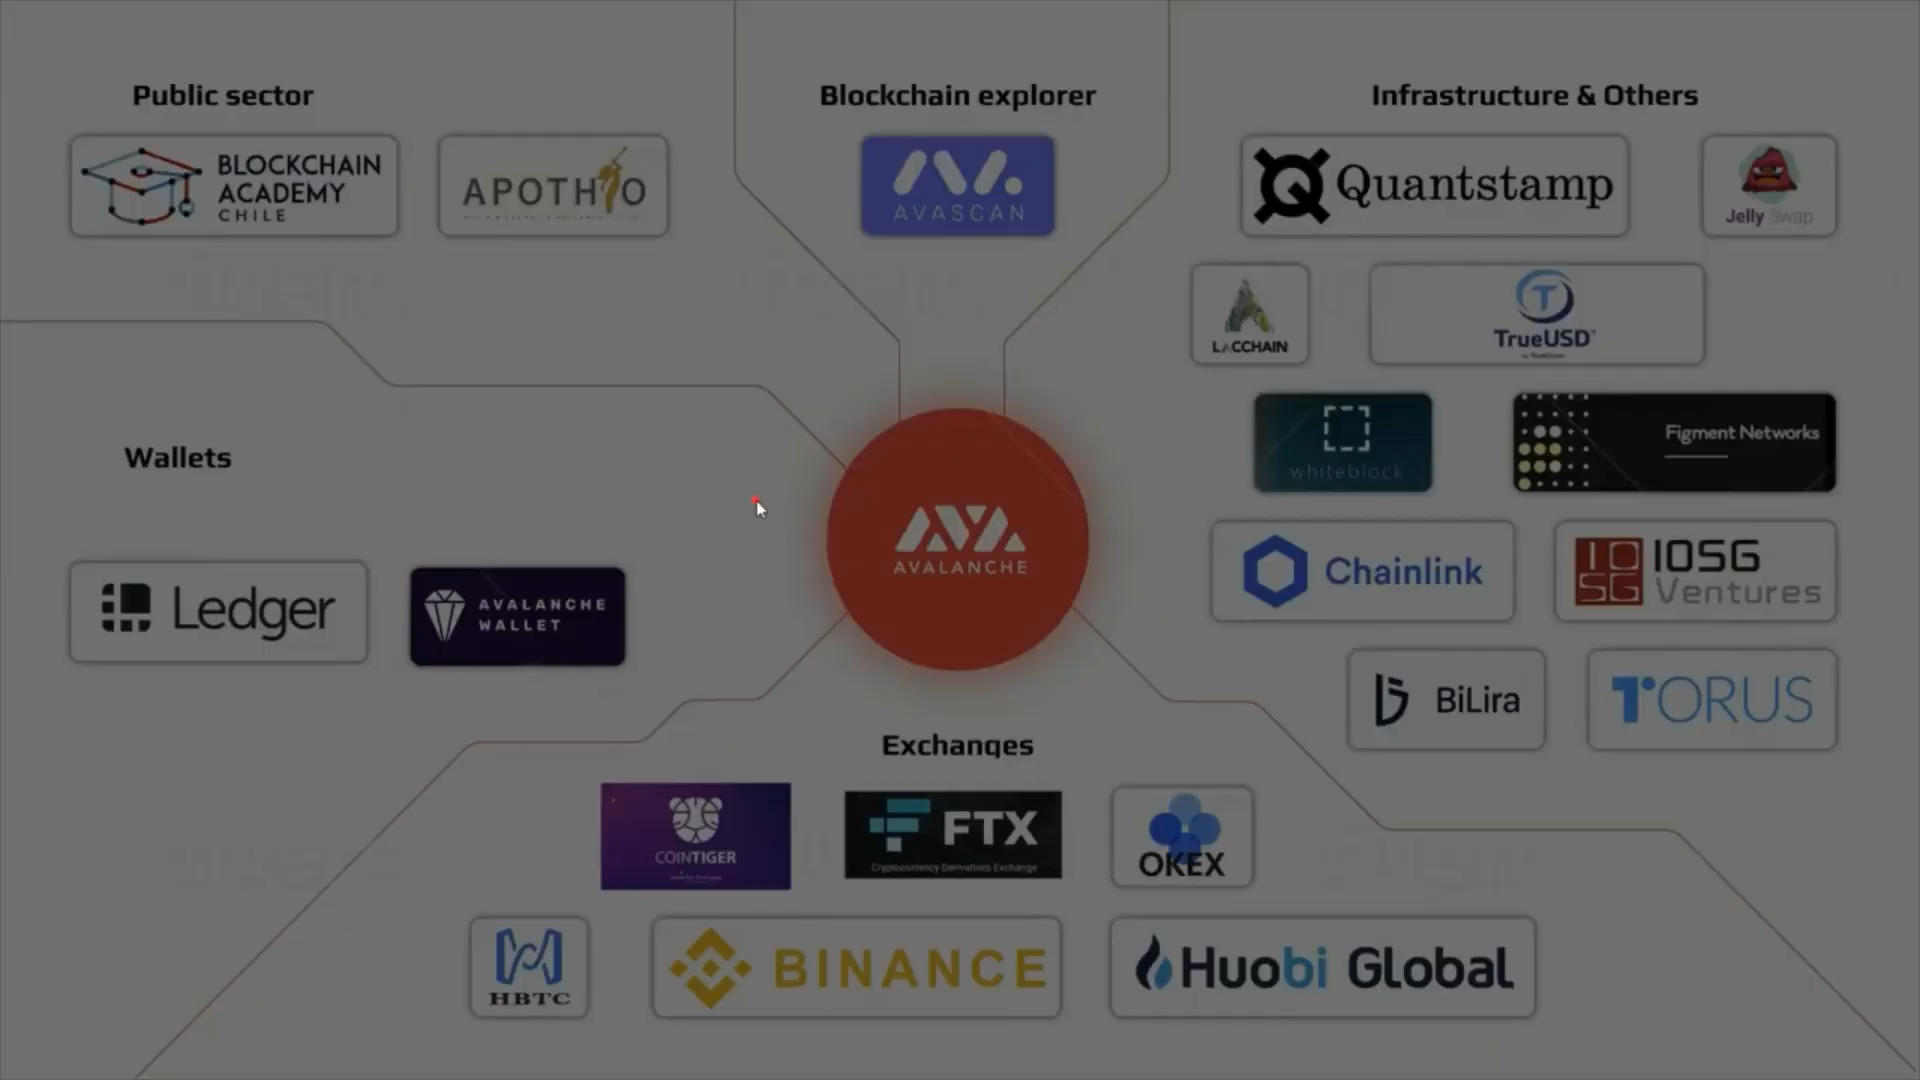 Public sector
BLOCKCHAIN
ACADEMY
CHILE
APOTHIO
Blockchain explorer
AVASCAN
Infrastructure & Others
Quantstamp
Jelly Swap
LACCHAIN
TrueUSD
whiteblock
Figment Networks
Chainlink
IOSG
Ventures
BiLira
TORUS
Wallets
Ledger
AVALANCHE
WALLET
AVALANCHE
Exchanges
COINTIGER
FTX
Cryptocurrency Derivatives Exchange
OKEX
HBTC
BINANCE
Huobi Global